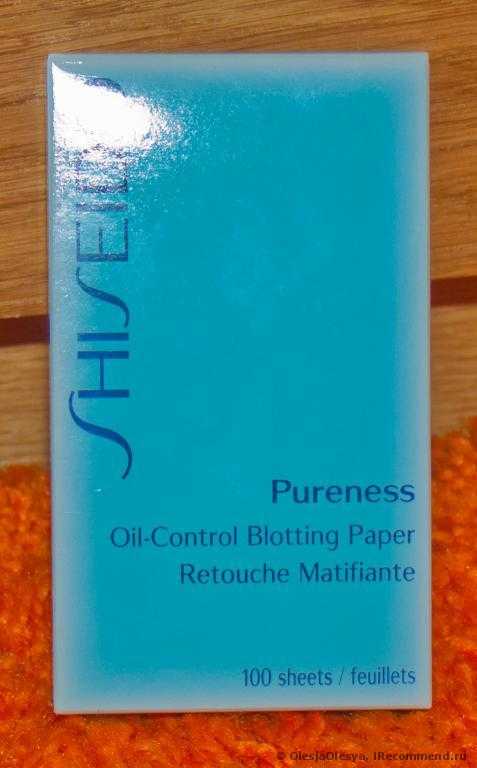 SHISEIDO
Pureness
Oil-Control Blotting Paper
Retouche Matifiante
100 sheets / feuillets
© OlesjaOlesya, IRecommend.ru